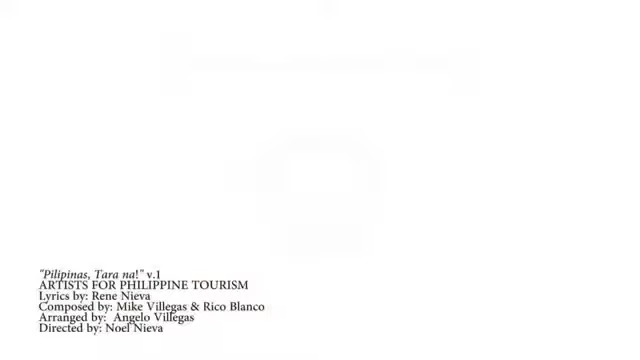 "Pilipinas, Tara na!" v.1
ARTISTS FOR PHILIPPINE TOURISM
Lyrics by: Rene Nieva
Composed by: Mike Villegas & Rico Blanco
Arranged by:  Angelo Villegas
Directed by: Noel Nieva